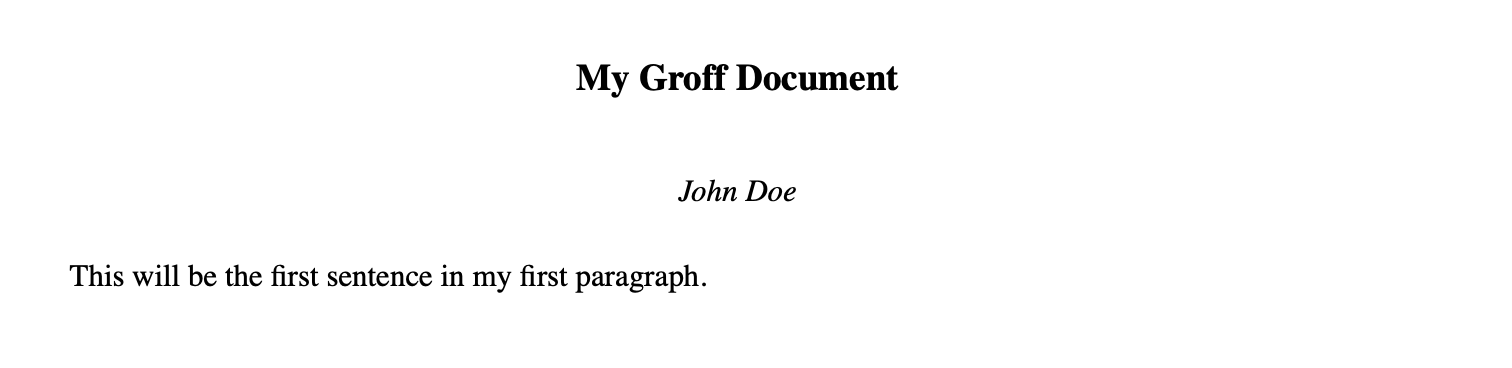 My Groff Document
John Doe
This will be the first sentence in my first paragraph.